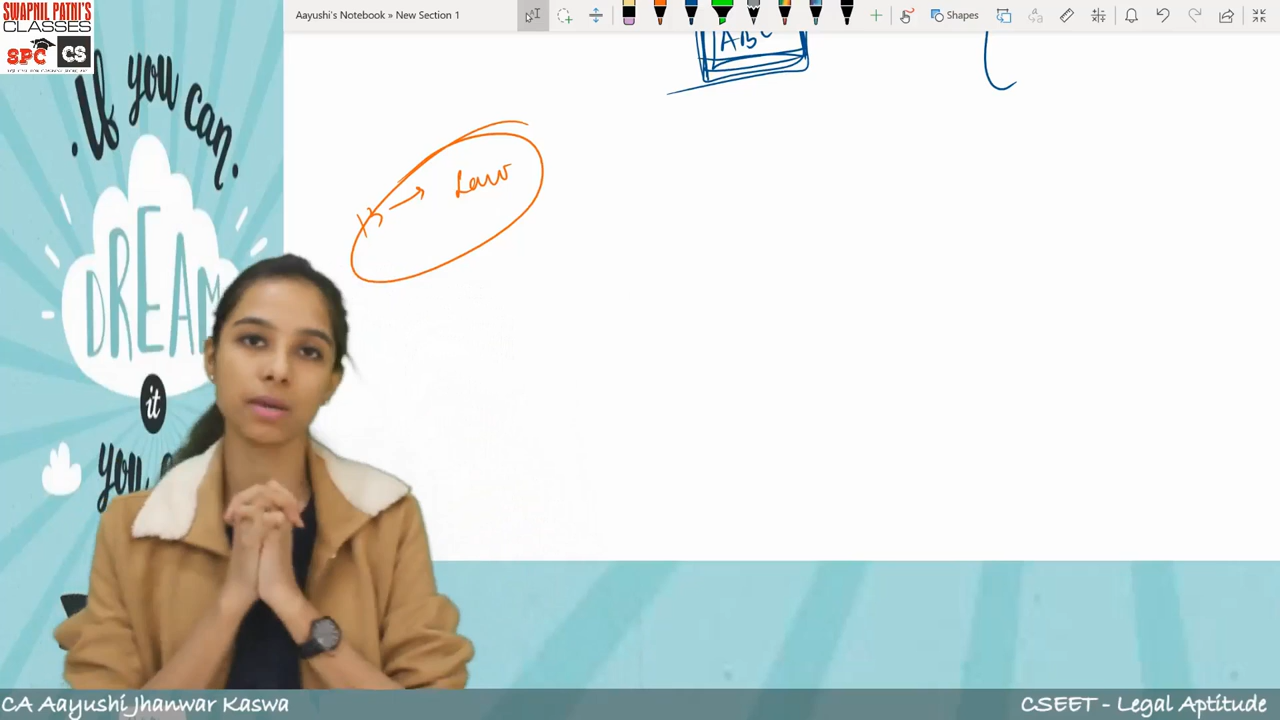 SWAPNIL PATNI'S
CLASSES
SPC CS
Aayushi's Notebook » New Section 1
Shapes
ABC
If you can
DREAM
it
you
13 → Law
CA Aayushi Jhanwar Kaswa
CSEET - Legal Aptitude